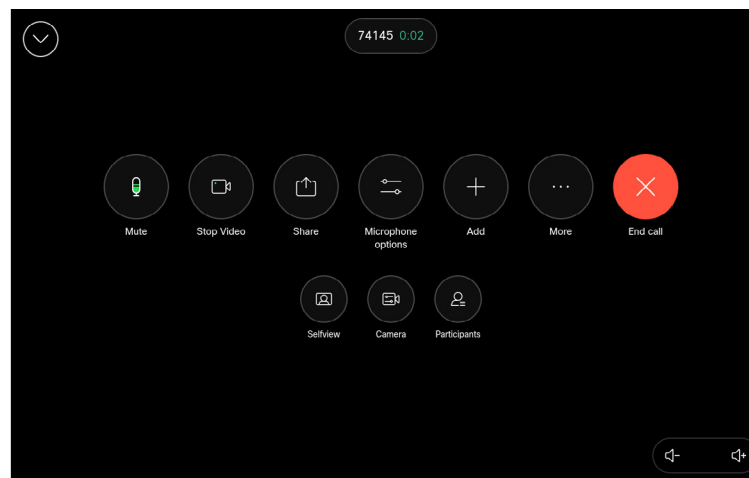 74145 0:02
Mute
Stop Video
Share
Microphone
options
Add
More
End call
Selfview
Camera
Participants